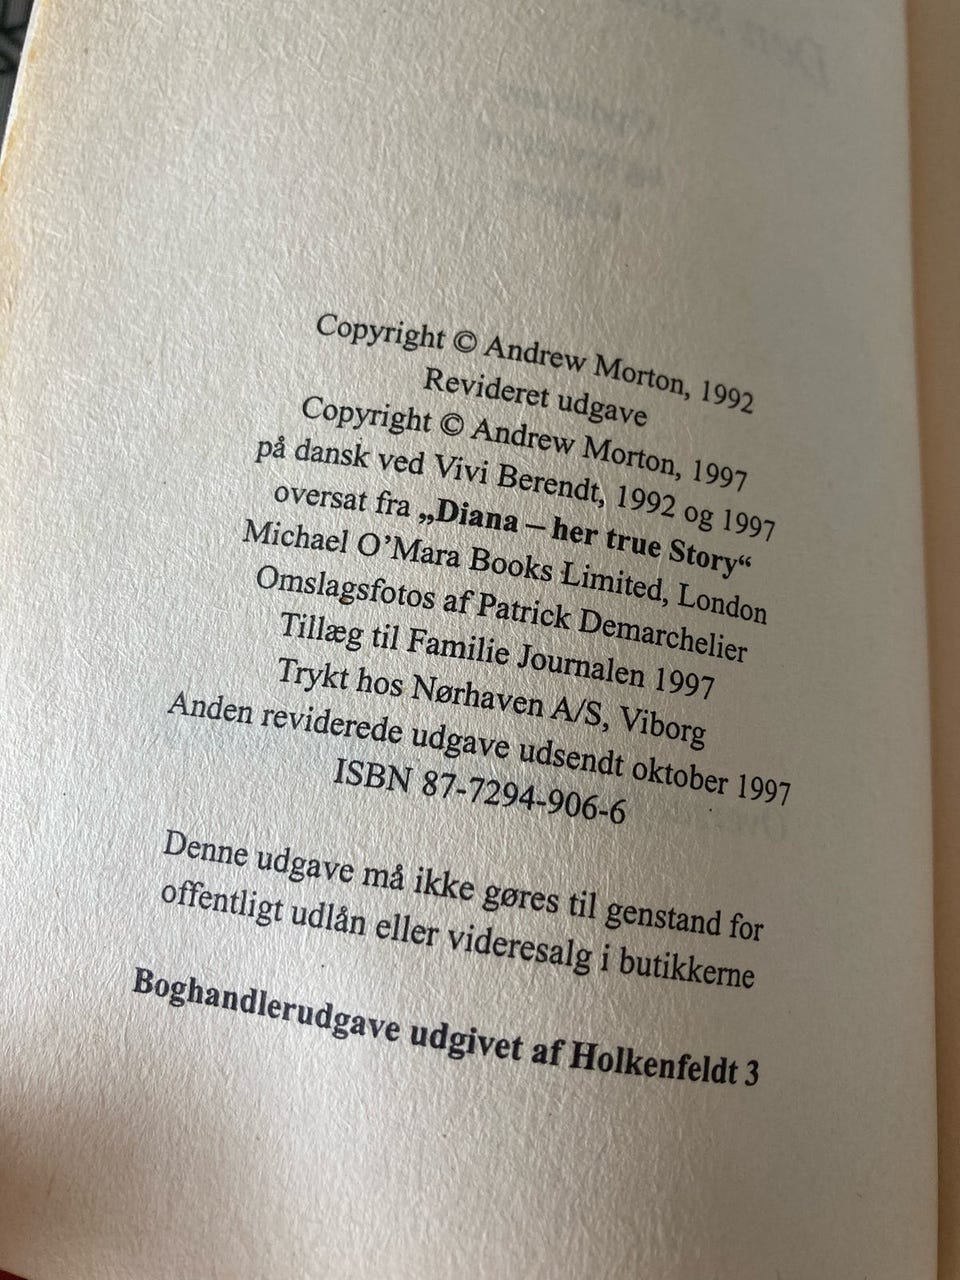 Copyright © Andrew Morton, 1992
Revideret udgave
Copyright © Andrew Morton, 1997
på dansk ved Vivi Berendt, 1992 og 1997
oversat fra „Diana – her true Story“
Michael O’Mara Books Limited, London
Omslagsfotos af Patrick Demarchelier
Tillæg til Familie Journalen 1997
Trykt hos Nørhaven A/S, Viborg
Anden reviderede udgave udsendt oktober 1997
ISBN 87-7294-906-6
Denne udgave må ikke gøres til genstand for
offentligt udlån eller videresalg i butikkerne
Boghandlerudgave udgivet af Holkenfeldt 3